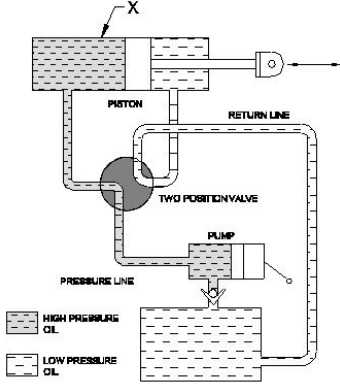 X
PISTON
RETURN LINE
TWO POSITION VALVE
PUMP
PRESSURE LINE
HIGH PRESSURE
OIL
LOW PRESSURE
OIL